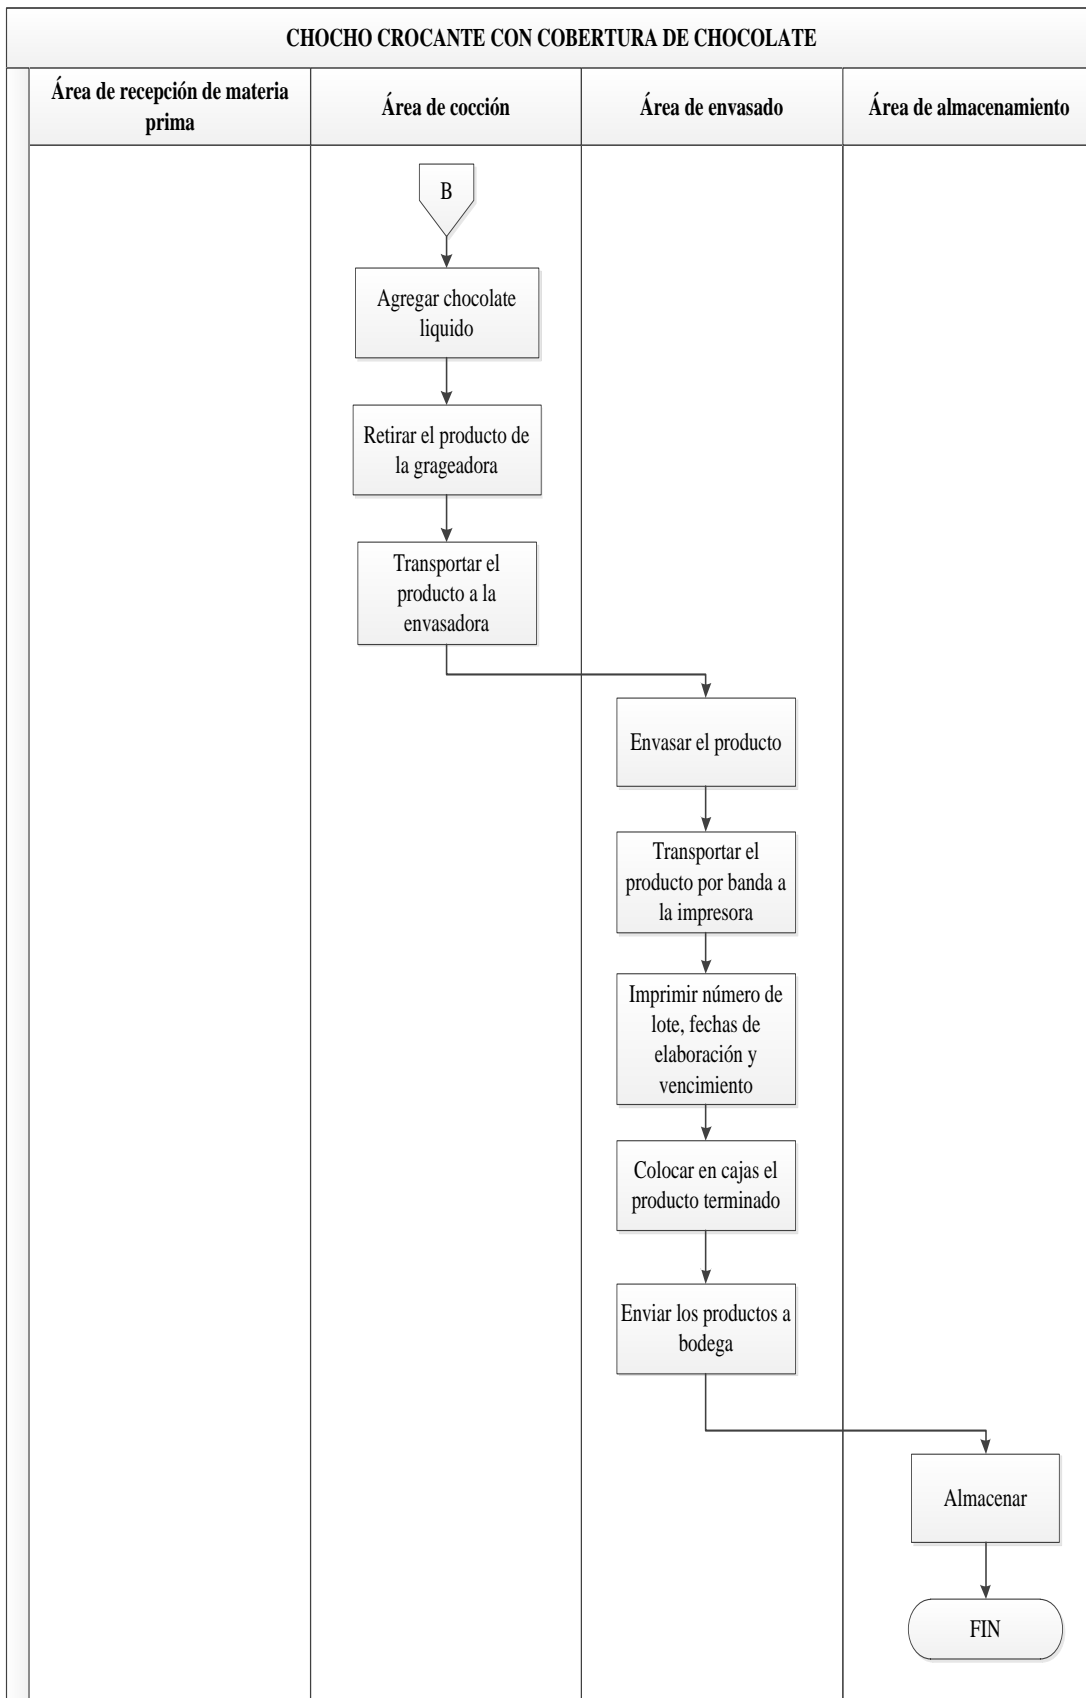 CHOCHO CROCANTE CON COBERTURA DE CHOCOLATE
Área de recepción de materia
prima
Área de cocción
Área de envasado
Área de almacenamiento
B
Agregar chocolate
liquido
Retirar el producto de
la grageadora
Transportar el
producto a la
envasadora
Envasar el producto
Transportar el
producto por banda a
la impresora
Imprimir número de
lote, fechas de
elaboración y
vencimiento
Colocar en cajas el
producto terminado
Enviar los productos a
bodega
Almacenar
FIN